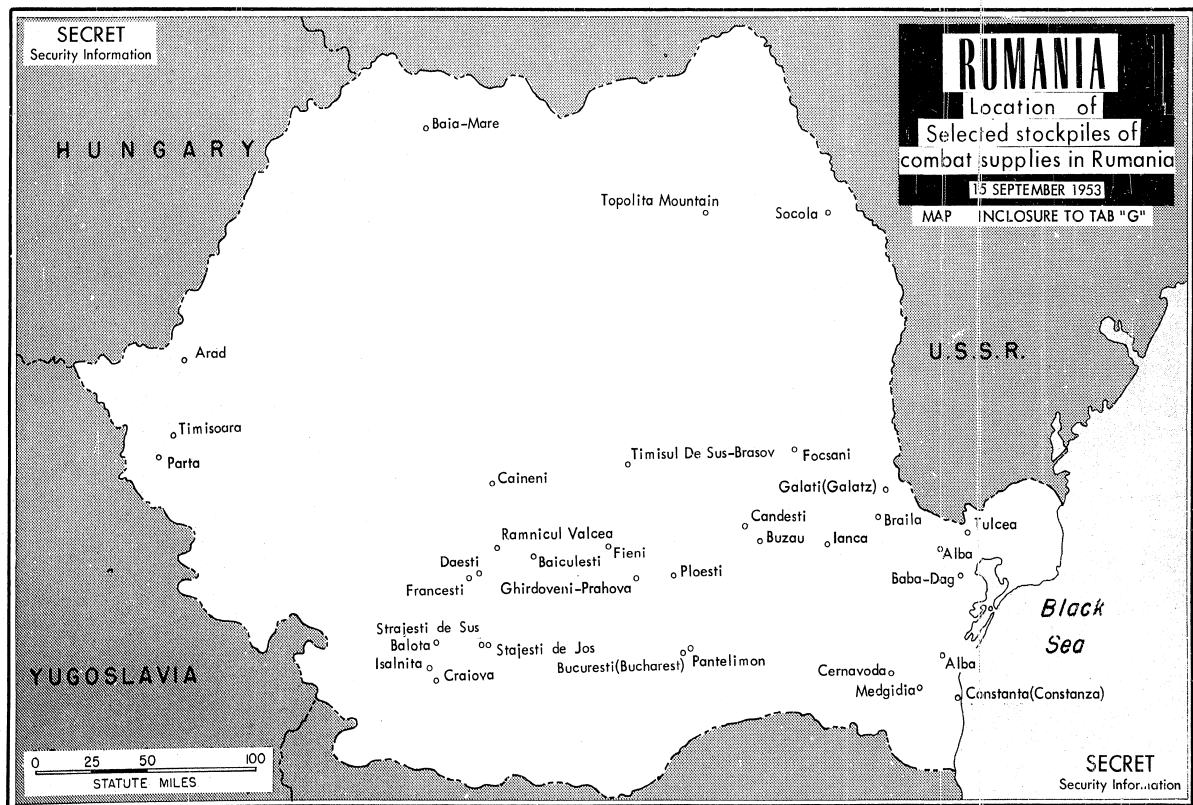 SECRET
Security Information
RUMANIA
Location of
Selected stockpiles of
combat supplies in Rumania
15 SEPTEMBER 1953
MAP INCLOSURE TO TAB "G"
HUNGARY
Baia-Mare
Topolita Mountain
Socola
U.S.S.R.
Arad
Timisoara
Parta
Timisul De Sus-Brasov
Focsani
Caineni
Galati(Galatz)
Candesti
Braila
Tulcea
Ramnicul Valcea
Buzau
Ianca
Fieni
Alba
Daesti
Baiculesti
Ploesti
Baba-Dag
Francesti
Ghirdoveni-Prahova
Black
Sea
Strajesti de Sus
Balota
Stajesti de Jos
Isalnita
Bucuresti(Bucharest)
Pantelimon
Alba
YUGOSLAVIA
Craiova
Cernavoda
Medgidia
Constanta(Constanza)
0 25 50 100
STATUTE MILES
SECRET
Security Information